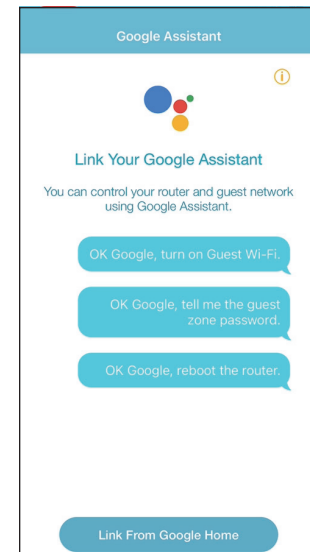 Google Assistant
Link Your Google Assistant
You can control your router and guest network
using Google Assistant.
OK Google, turn on Guest Wi-Fi.
OK Google, tell me the guest
zone password.
OK Google, reboot the router.
Link From Google Home